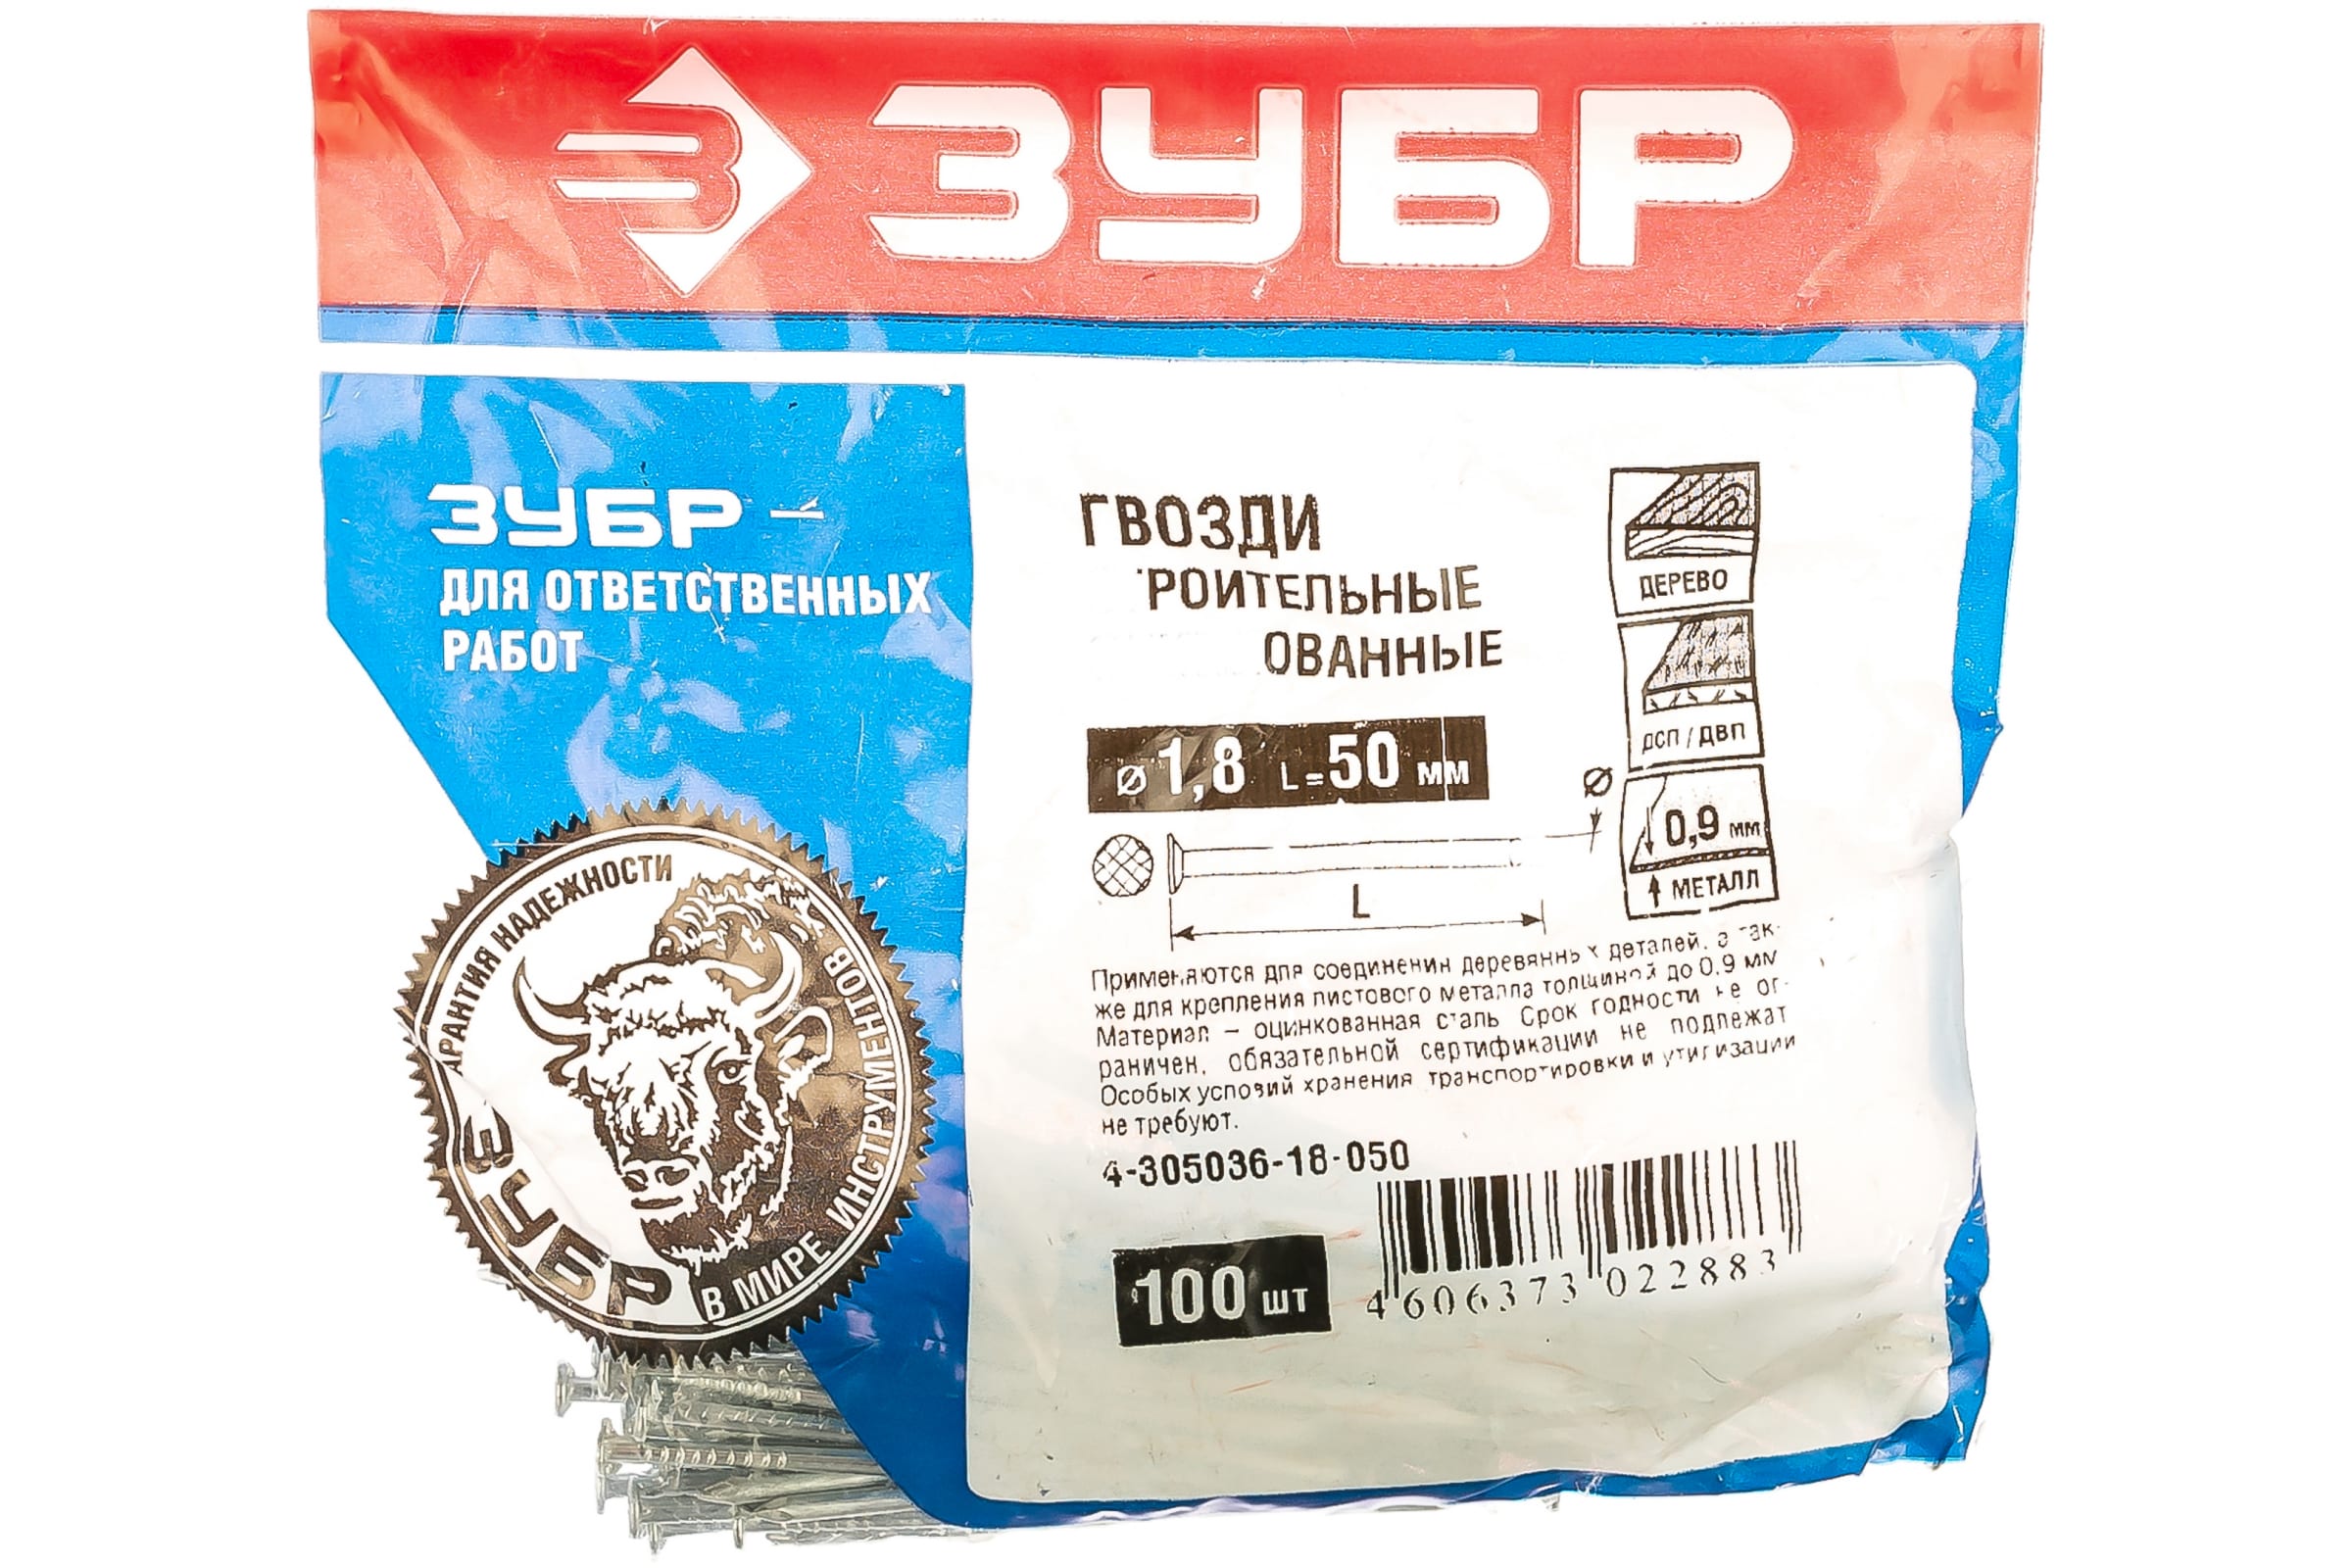 ЗУБР
ЗУБР –
ДЛЯ ОТВЕТСТВЕННЫХ
РАБОТ
ГВОЗДИ
РОИТЕЛЬНЫЕ
ОВАННЫЕ
ДЕРЕВО
ДСП / ДВП
0,9 мм
МЕТАЛЛ
ø 1,8 L=50 мм
ø
L
Применяются для соединения деревянных деталей, а так-
же для крепления листового металла толщиной до 0,9 мм
Материал – оцинкованная сталь Срок годности не ог-
раничен, обязательной сертификации не подлежат
Особых условий хранения транспортировки и утилизации
не требуют.
4-305036-18-050
100 шт
4 606373 022883
АРАНТИЯ НАДЕЖНОСТИ
ЗУБР
В МИРЕ ИНСТРУМЕНТОВ